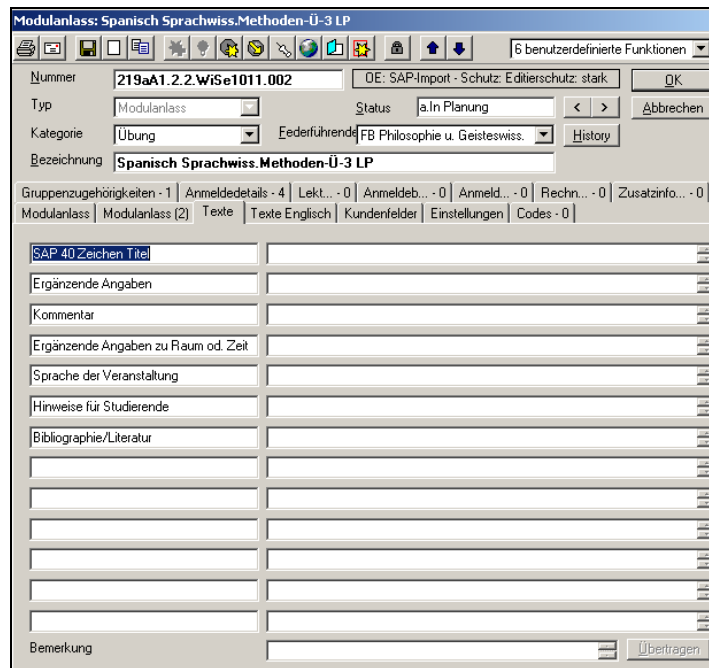 Modulanlass: Spanisch Sprachwiss.Methoden-Ü-3 LP
6 benutzerdefinierte Funktionen
Nummer 219aA1.2.2.WiSe1011.002 OE: SAP-Import - Schutz: Editierschutz: stark OK
Typ Modulanlass Status a.In Planung < > Abbrechen
Kategorie Übung Federführende FB Philosophie u. Geisteswiss. History
Bezeichnung Spanisch Sprachwiss.Methoden-Ü-3 LP
Gruppenzugehörigkeiten - 1 Anmeldedetails - 4 Lekt... - 0 Anmeldeb... - 0 Anmeld... - 0 Rechn... - 0 Zusatzinfo... - 0
Modulanlass Modulanlass (2) Texte Texte Englisch Kundenfelder Einstellungen Codes - 0
SAP 40 Zeichen Titel
Ergänzende Angaben
Kommentar
Ergänzende Angaben zu Raum od. Zeit
Sprache der Veranstaltung
Hinweise für Studierende
Bibliographie/Literatur
Bemerkung Übertragen